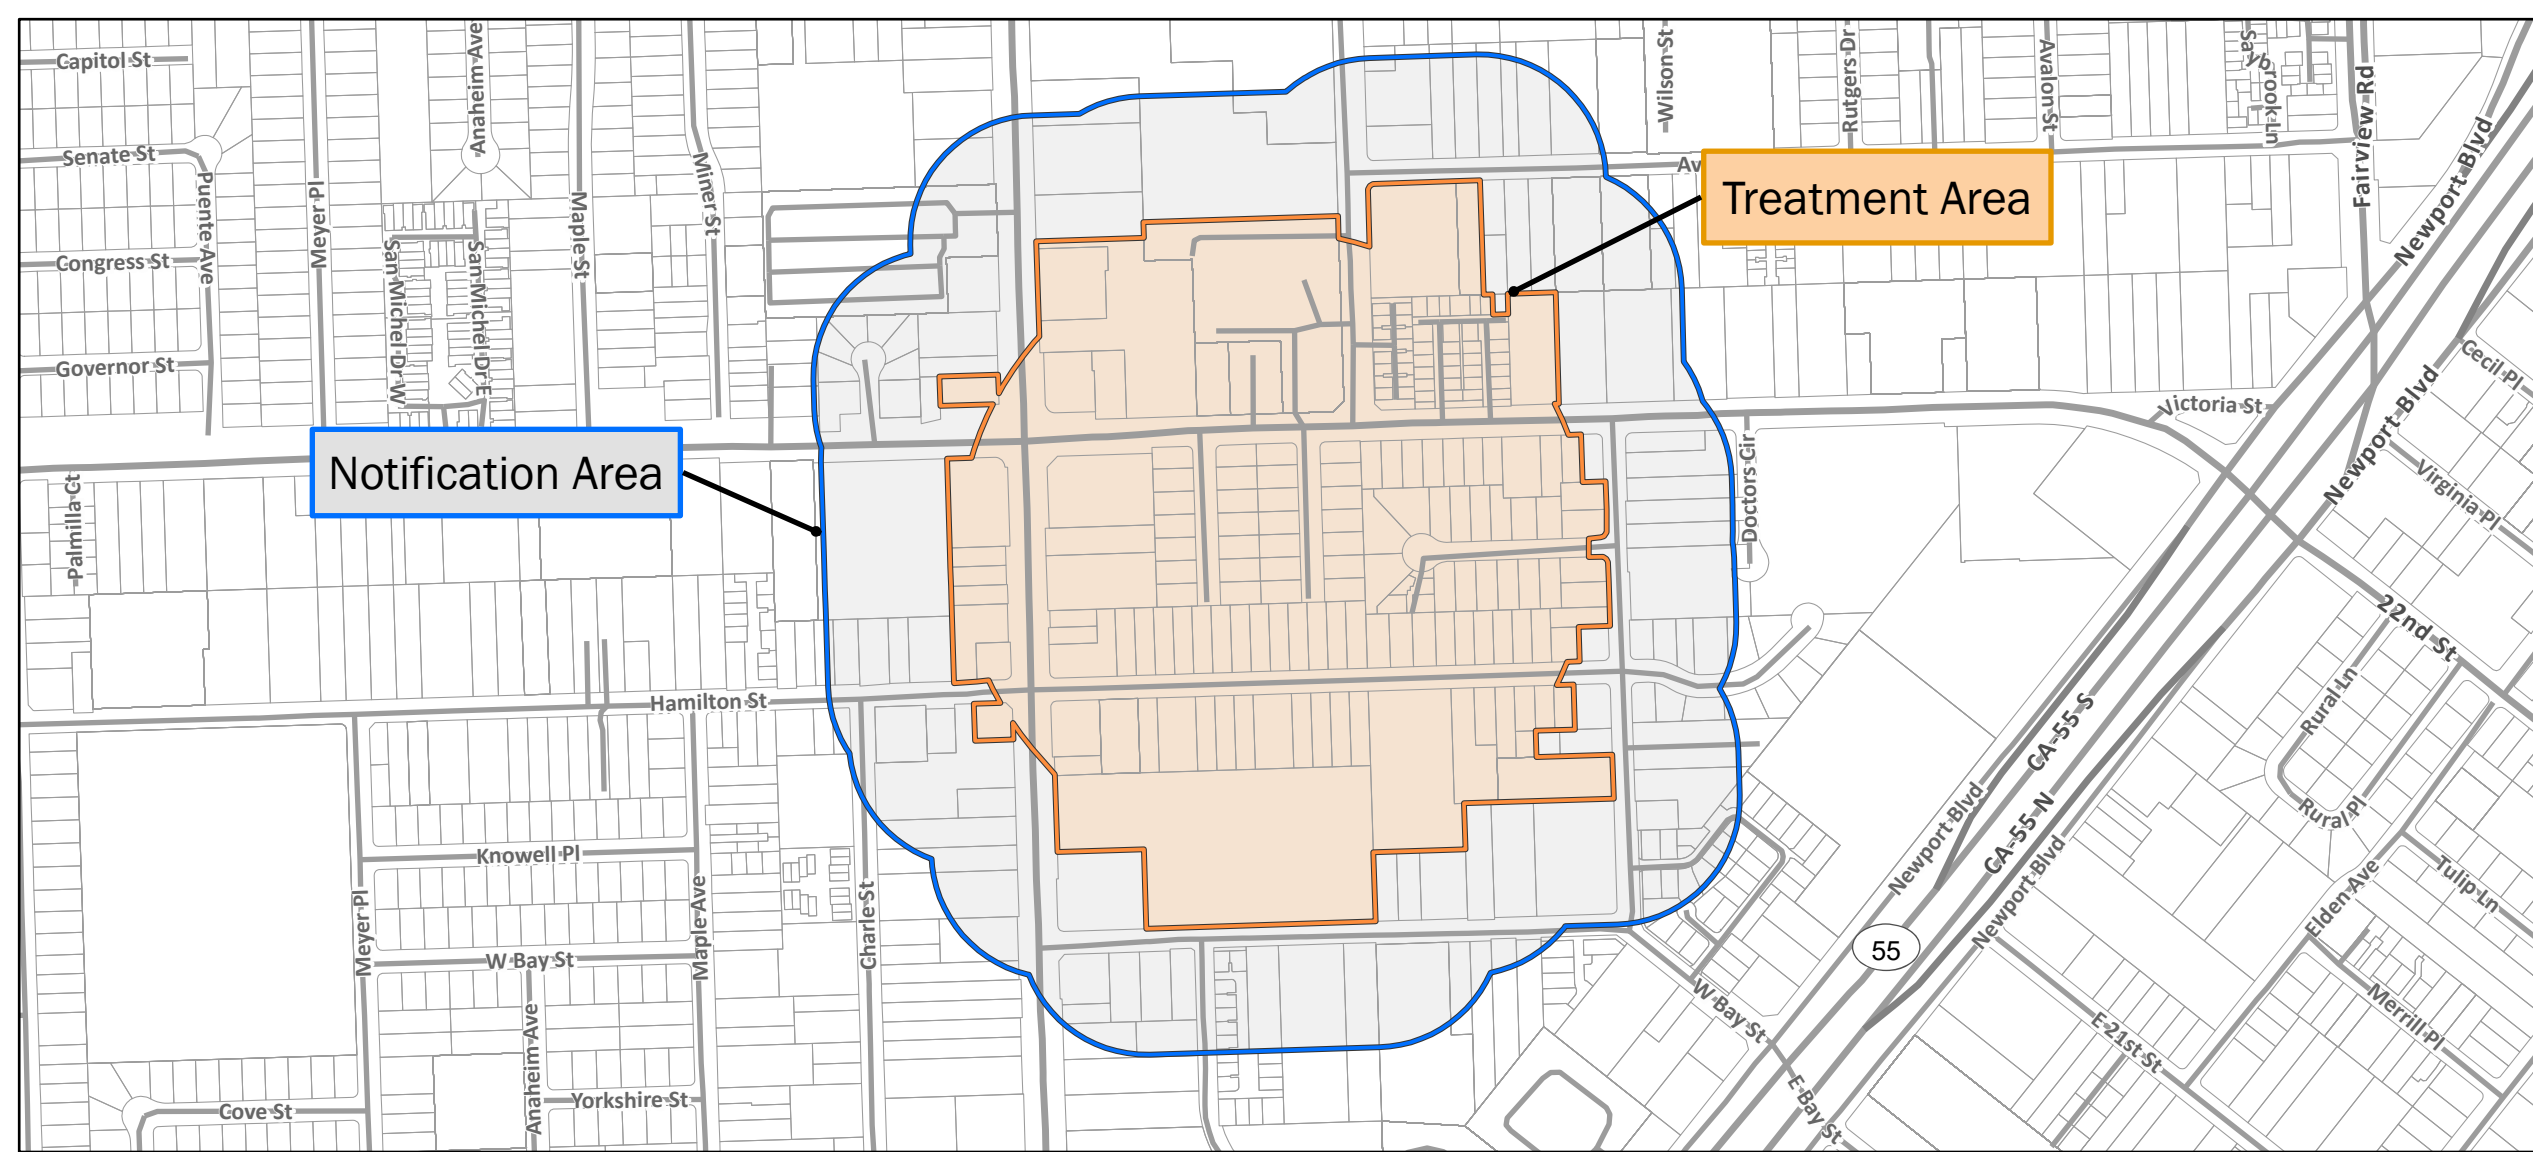 Capitol St
Anaheim Ave
Wilson St
Rutgers Dr
Avalon St
Saybrook Ln
Fairview Rd
Newport Blvd
Senate St
Puente Ave
Meyer Pl
Maple St
Miner St
Av
Treatment Area
Congress St
San Michel Dr W
San Michel Dr E
Governor St
Cecil Pl
Newport Blvd
Victoria St
Notification Area
Palmilla Ct
Doctors Cir
Virginia Pl
22nd St
Hamilton St
Rural Ln
CA-55 S
Rural Pl
CA-55 N
Newport Blvd
Newport Blvd
Knowell Pl
Meyer Pl
Maple Ave
Charle St
Elden Ave
Tulip Ln
55
W Bay St
W Bay St
Merrill Pl
E 21st St
Anaheim Ave
Yorkshire St
Cove St
E Bay St